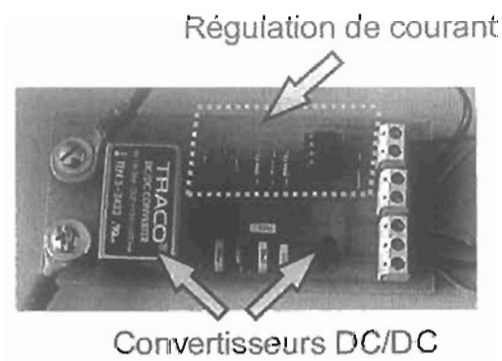 Régulation de courant
TRACO
DC/DC CONVERTER
Convertisseurs DC/DC